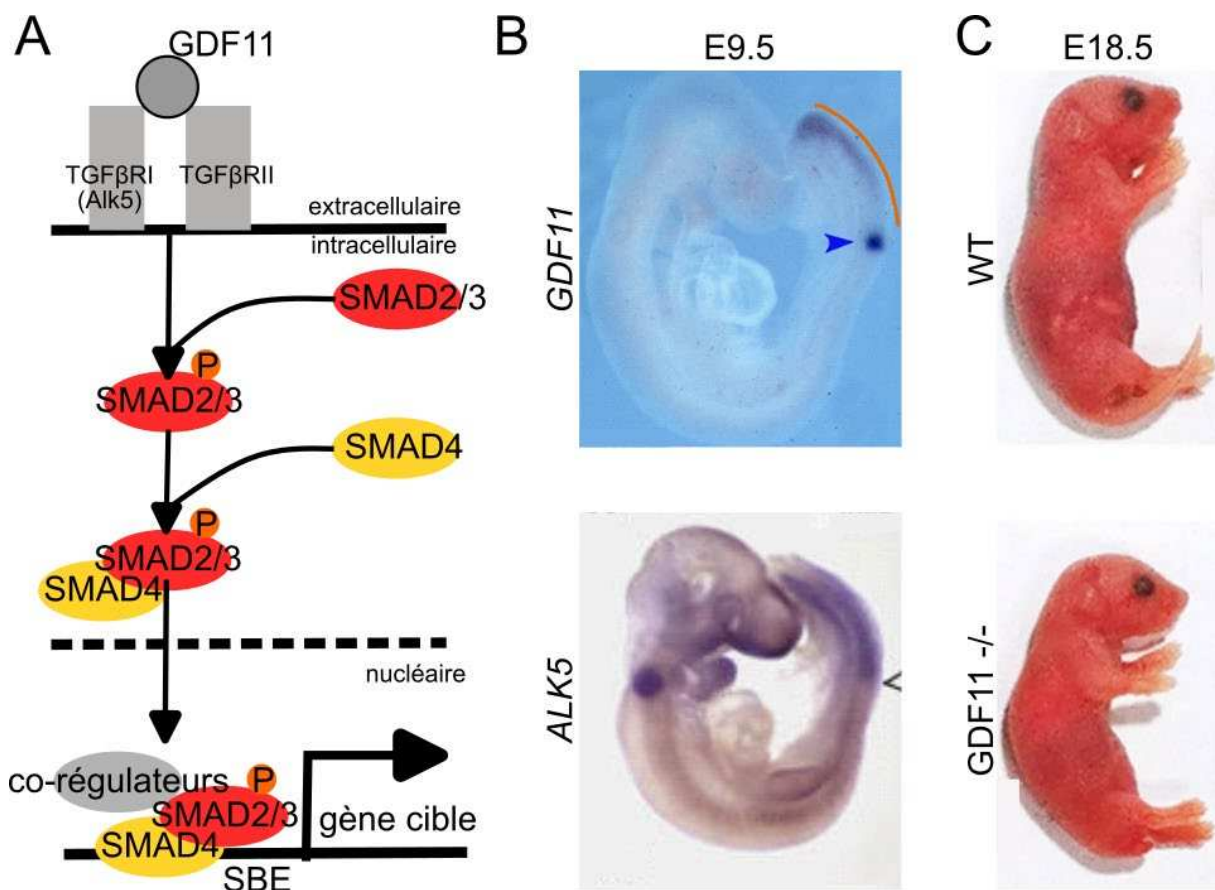 A
GDF11
TGFβRI
(Alk5)
TGFβRII
extracellulaire
intracellulaire
SMAD2/3
P
SMAD2/3
SMAD4
P
SMAD2/3
SMAD4
nucléaire
co-régulateurs
P
SMAD2/3
SMAD4
gène cible
SBE
B
E9.5
GDF11
ALK5
C
E18.5
WT
GDF11 -/-